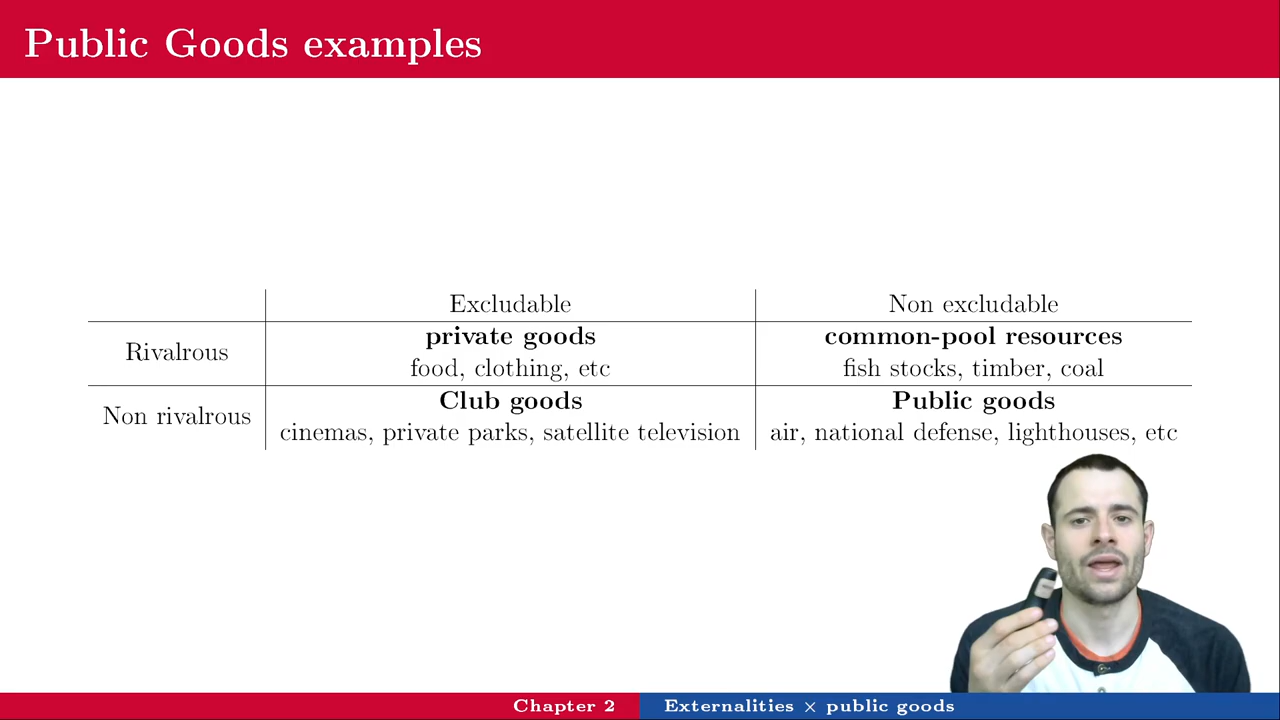 Public Goods examples
Excludable Non excludable
Rivalrous
private goods common-pool resources
food, clothing, etc fish stocks, timber, coal
Non rivalrous
Club goods Public goods
cinemas, private parks, satellite television air, national defense, lighthouses, etc
Chapter 2 Externalities × public goods